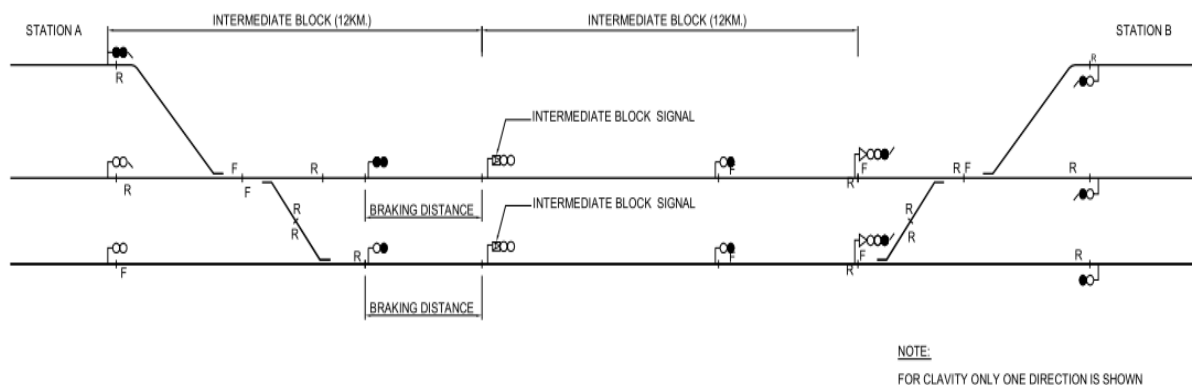 INTERMEDIATE BLOCK (12KM.)
INTERMEDIATE BLOCK (12KM.)
STATION A
STATION B
R
R
INTERMEDIATE BLOCK SIGNAL
F
R
F
F
R F
R
R
F
R
R
BRAKING DISTANCE
INTERMEDIATE BLOCK SIGNAL
R
R
R
R
R
F
F
R
R
F
BRAKING DISTANCE
NOTE:
FOR CLAVITY ONLY ONE DIRECTION IS SHOWN